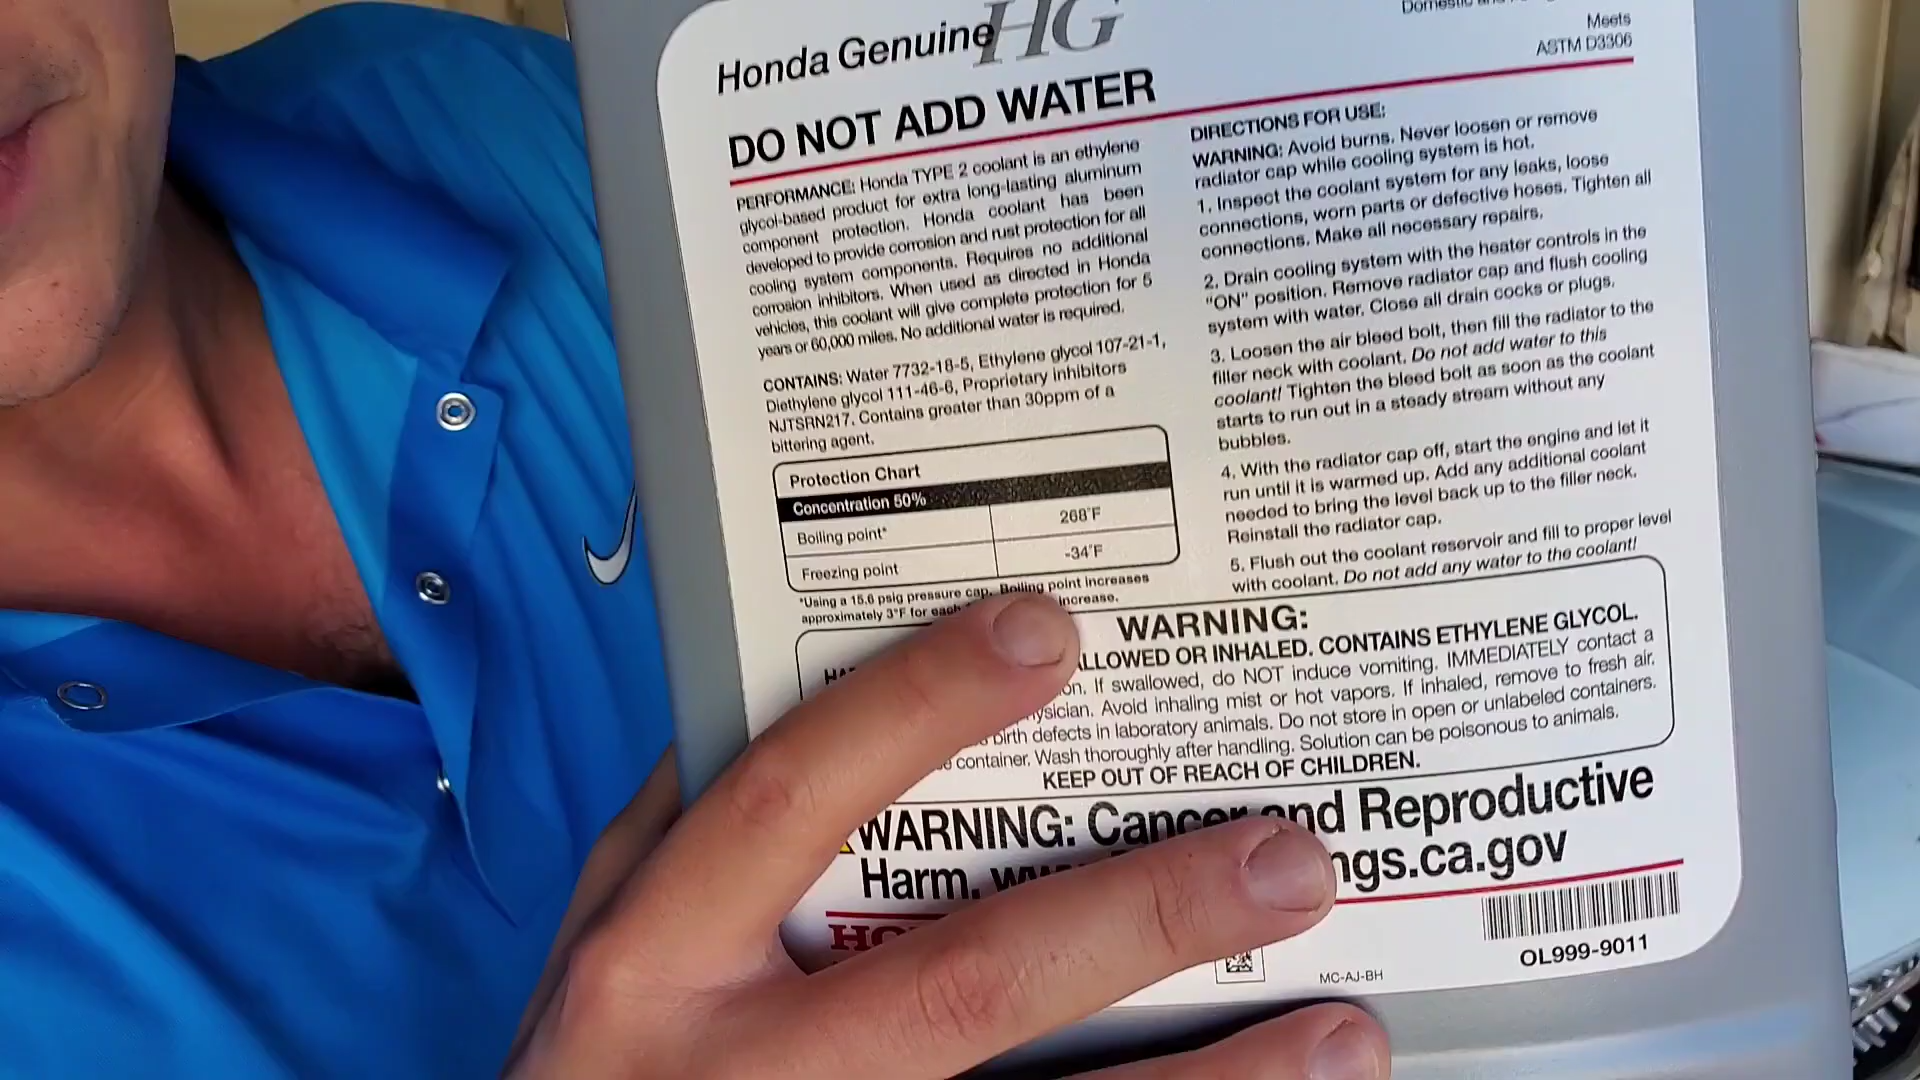 Honda Genuine HG
Meets
ASTM D3306
DO NOT ADD WATER
PERFORMANCE: Honda TYPE 2 coolant is an ethylene
glycol-based product for extra long-lasting aluminum
component protection. Honda coolant has been
developed to provide corrosion and rust protection for all
cooling system components. Requires no additional
corrosion inhibitors. When used as directed in Honda
vehicles, this coolant will give complete protection for 5
years or 60,000 miles. No additional water is required.
CONTAINS: Water 7732-18-5, Ethylene glycol 107-21-1,
Diethylene glycol 111-46-6, Proprietary inhibitors
NJTSRN217. Contains greater than 30ppm of a
bittering agent.
Protection Chart
Concentration 50%
Boiling point* 268°F
Freezing point -34°F
*Using a 15.6 psig pressure cap. Boiling point increases
approximately 3°F for each increase.
DIRECTIONS FOR USE:
WARNING: Avoid burns. Never loosen or remove
radiator cap while cooling system is hot.
1. Inspect the coolant system for any leaks, loose
connections, worn parts or defective hoses. Tighten all
connections. Make all necessary repairs.
2. Drain cooling system with the heater controls in the
"ON" position. Remove radiator cap and flush cooling
system with water. Close all drain cocks or plugs.
3. Loosen the air bleed bolt, then fill the radiator to the
filler neck with coolant. Do not add water to this
coolant! Tighten the bleed bolt as soon as the coolant
starts to run out in a steady stream without any
bubbles.
4. With the radiator cap off, start the engine and let it
run until it is warmed up. Add any additional coolant
needed to bring the level back up to the filler neck.
Reinstall the radiator cap.
5. Flush out the coolant reservoir and fill to proper level
with coolant. Do not add any water to the coolant!
WARNING:
OR INHALED. CONTAINS ETHYLENE GLYCOL.
If swallowed, do NOT induce vomiting. IMMEDIATELY contact a
Avoid inhaling mist or hot vapors. If inhaled, remove to fresh air.
birth defects in laboratory animals. Do not store in open or unlabeled containers.
container. Wash thoroughly after handling. Solution can be poisonous to animals.
KEEP OUT OF REACH OF CHILDREN.
WARNING: Cancer and Reproductive
Harm. ngs.ca.gov
OL999-9011
MC-AJ-BH